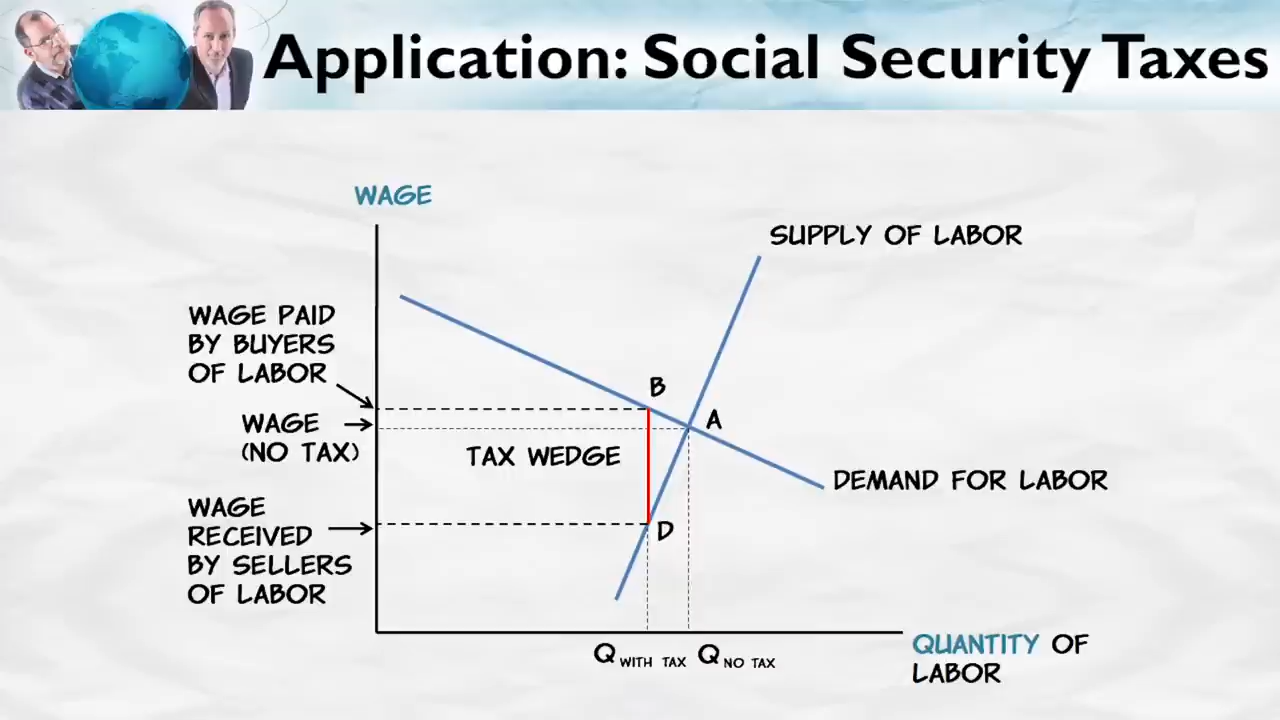 Application: Social Security Taxes
WAGE
SUPPLY OF LABOR
WAGE PAID
BY BUYERS
OF LABOR
B
A
WAGE
(NO TAX)
TAX WEDGE
DEMAND FOR LABOR
WAGE
RECEIVED
BY SELLERS
OF LABOR
D
Q WITH TAX Q NO TAX
QUANTITY OF
LABOR